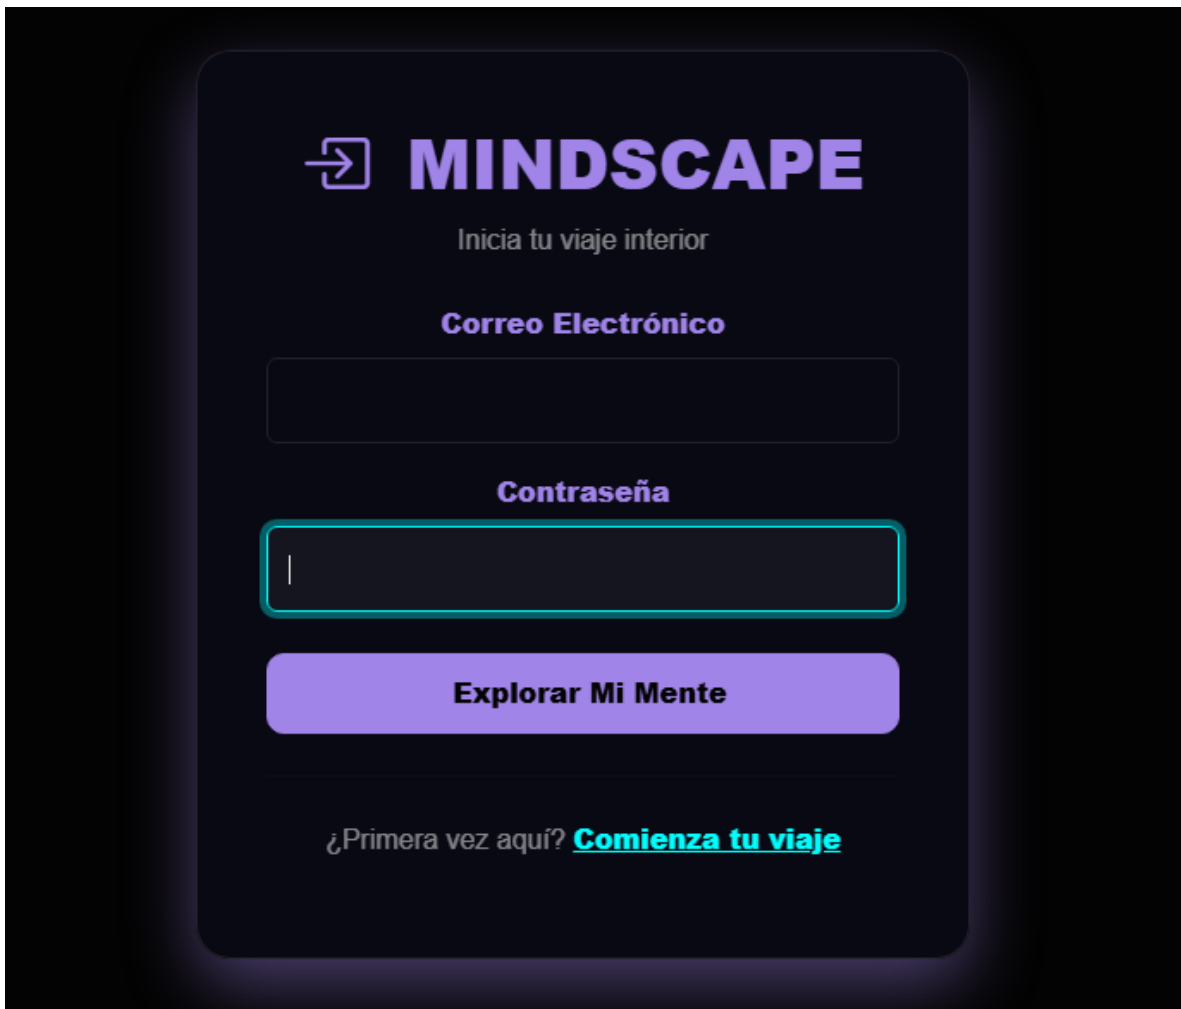 MINDSCAPE
Inicia tu viaje interior
Correo Electrónico
Contraseña
Explorar Mi Mente
¿Primera vez aquí? Comienza tu viaje